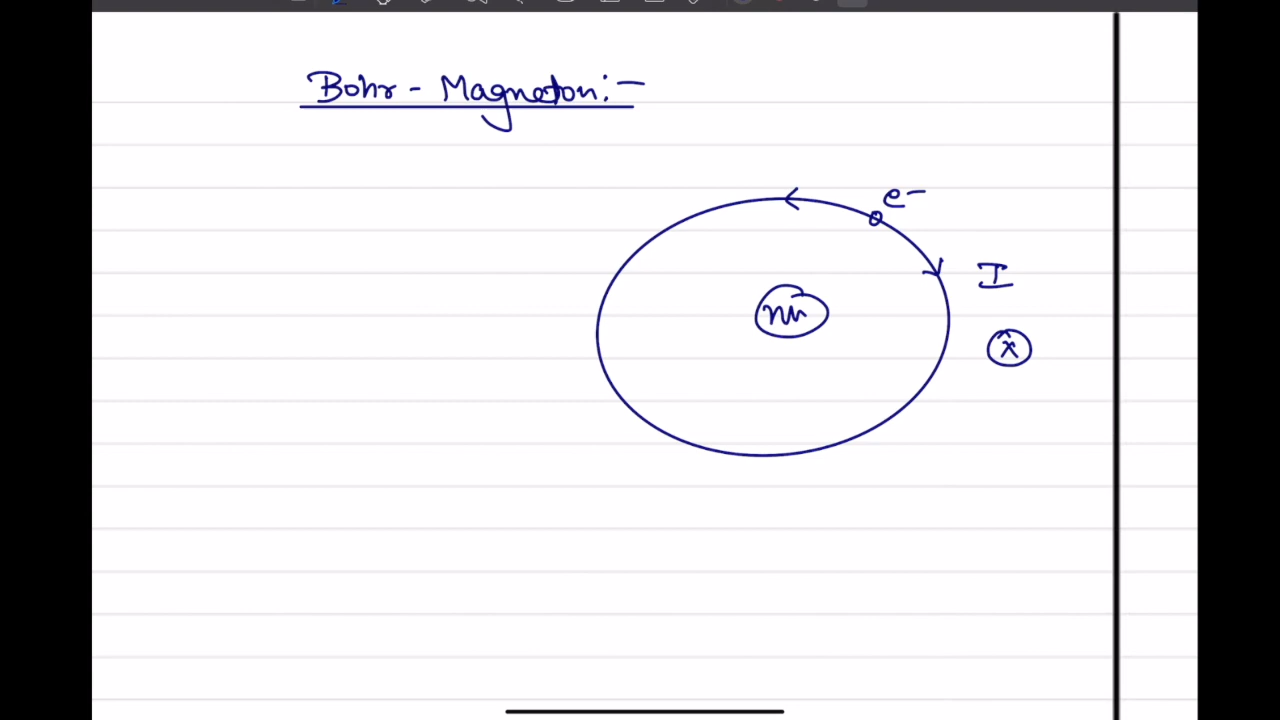 Bohr - Magneton:-
e-
I
x̂